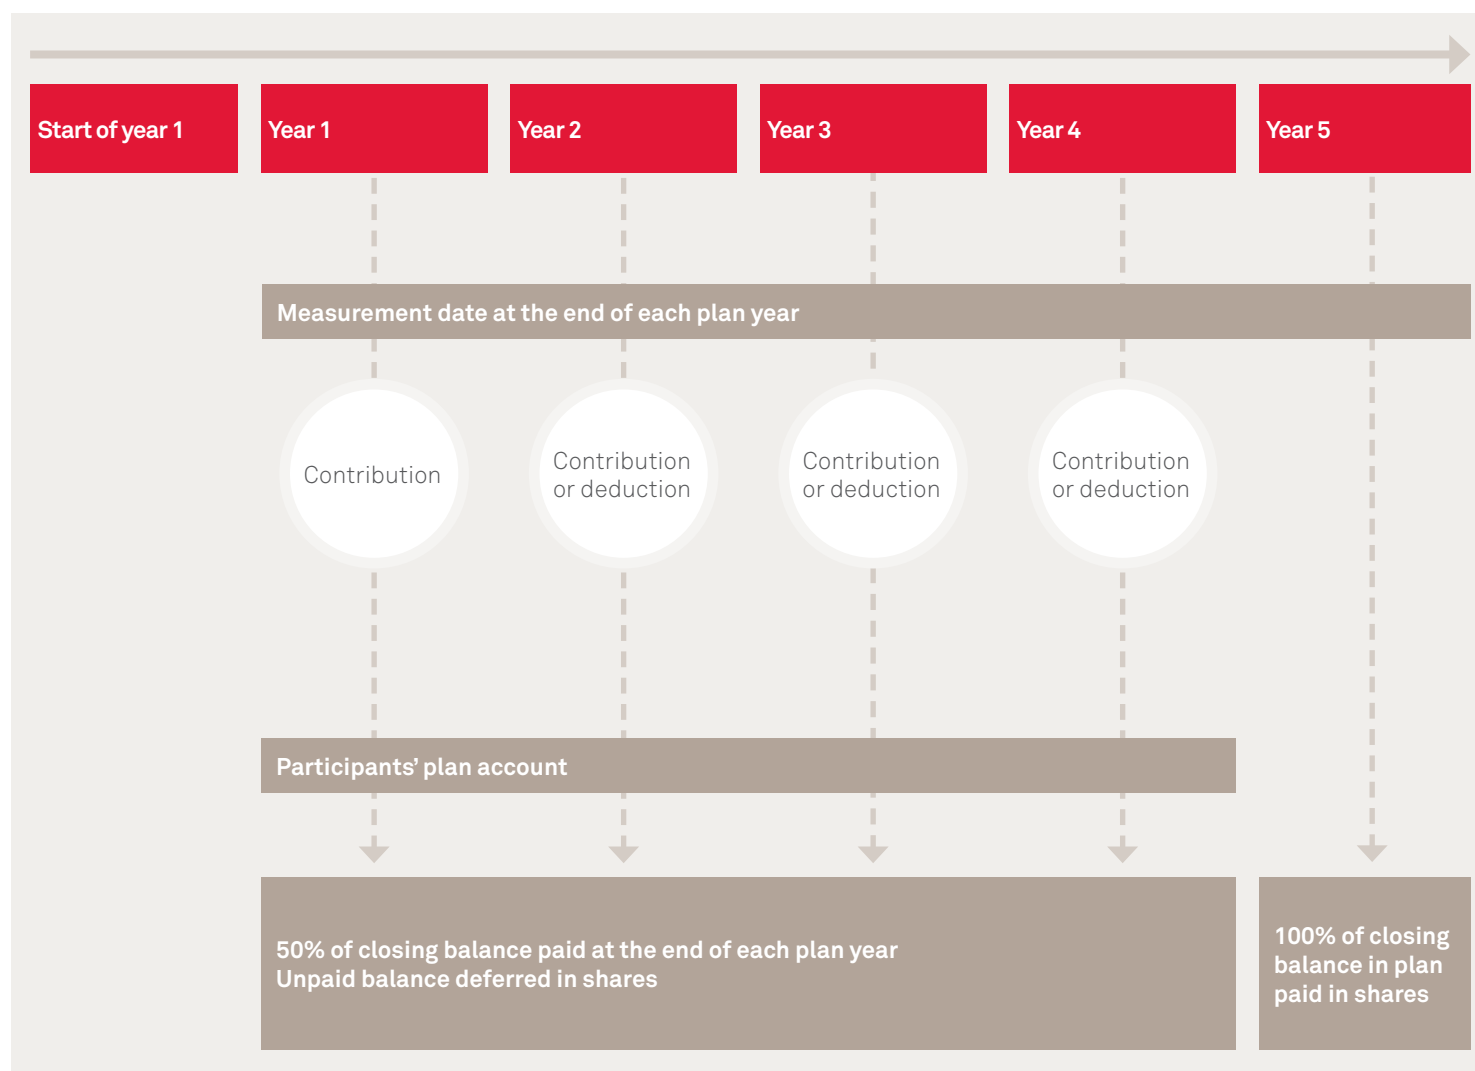 Start of year 1
Year 1
Year 2
Year 3
Year 4
Year 5
Measurement date at the end of each plan year
Contribution
Contribution
or deduction
Contribution
or deduction
Contribution
or deduction
Participants’ plan account
50% of closing balance paid at the end of each plan year
Unpaid balance deferred in shares
100% of closing
balance in plan
paid in shares